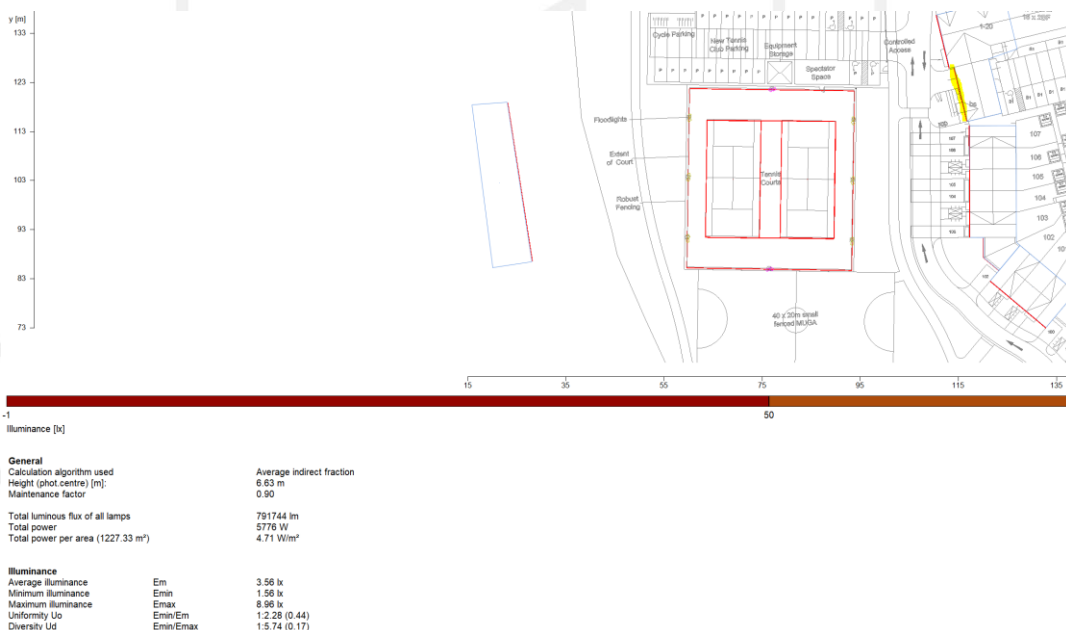 y [m]
133
123
113
103
93
83
73
Cycle Parking
New Tennis
Club Parking
Equipment
Storage
Spectator
Space
Controlled
Access
1-20
Floodlights
Extent
of Court
Robust
Fencing
Tennis
Courts
40 x 20m small
fenced MUGA
107
106
105
104
103
102
15 35 55 65 75 95 115 135
-1 50
Illuminance [lx]
General
Calculation algorithm used Average indirect fraction
Height (phot.centre) [m]: 6.63 m
Maintenance factor 0.90
Total luminous flux of all lamps 791744 lm
Total power 5776 W
Total power per area (1227.33 m²) 4.71 W/m²
Illuminance
Average illuminance Em 3.56 lx
Minimum illuminance Emin 1.56 lx
Maximum illuminance Emax 8.96 lx
Uniformity Uo Emin/Em 1:2.28 (0.44)
Diversity Ud Emin/Emax 1:5.74 (0.17)